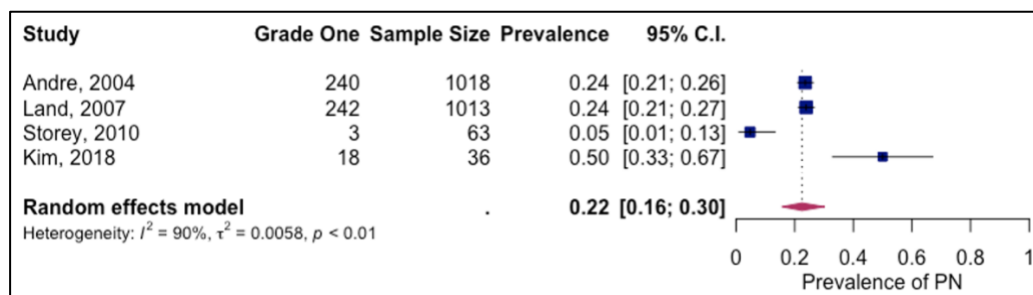 Study Grade One Sample Size Prevalence 95% C.I.
Andre, 2004 240 1018 0.24 [0.21; 0.26]
Land, 2007 242 1013 0.24 [0.21; 0.27]
Storey, 2010 3 63 0.05 [0.01; 0.13]
Kim, 2018 18 36 0.50 [0.33; 0.67]
Random effects model . 0.22 [0.16; 0.30]
Heterogeneity: I² = 90%, τ² = 0.0058, p < 0.01
0 0.2 0.4 0.6 0.8 1
Prevalence of PN